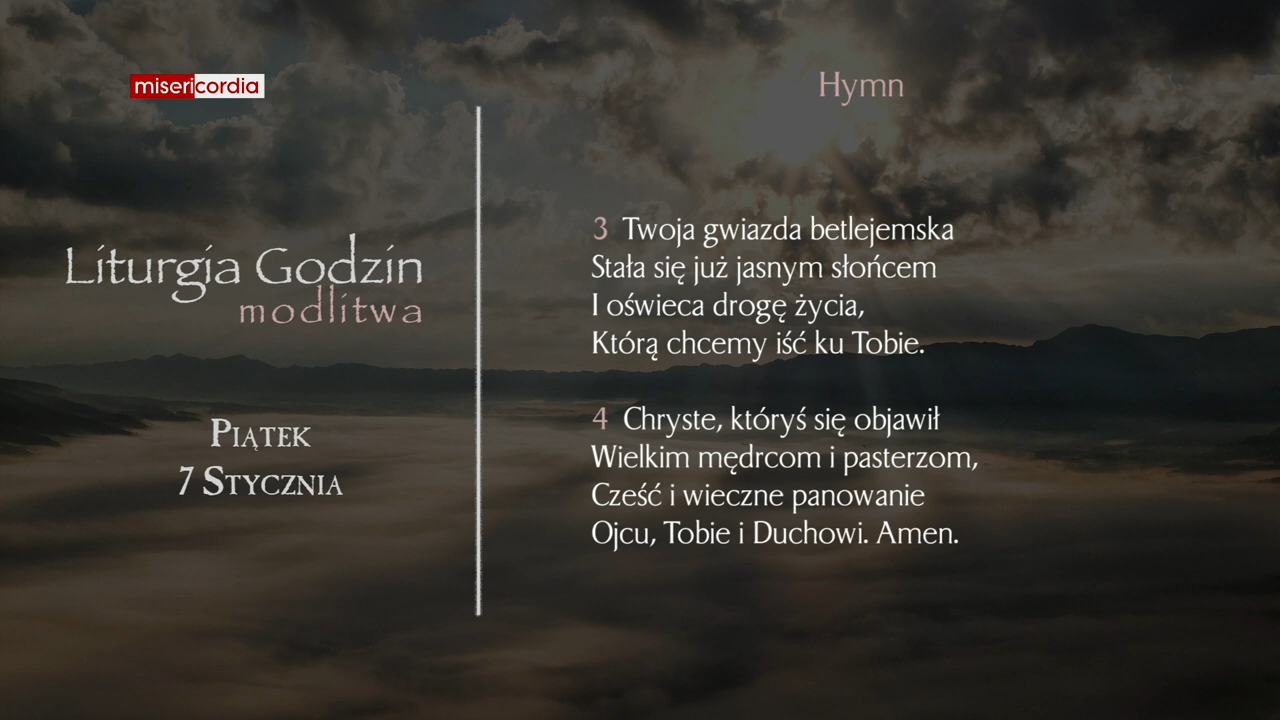 misericordia
Liturgia Godzin
modlitwa
Piątek
7 Stycznia
Hymn
3 Twoja gwiazda betlejemska
Stała się już jasnym słońcem
I oświeca drogę życia,
Którą chcemy iść ku Tobie.
4 Chryste, któryś się objawił
Wielkim mędrcom i pasterzom,
Cześć i wieczne panowanie
Ojcu, Tobie i Duchowi. Amen.